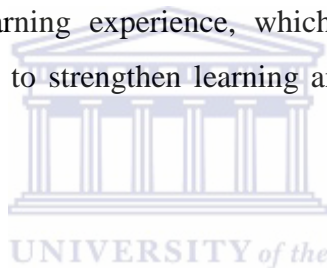 arning experience, which
to strengthen learning a
UNIVERSITY of the